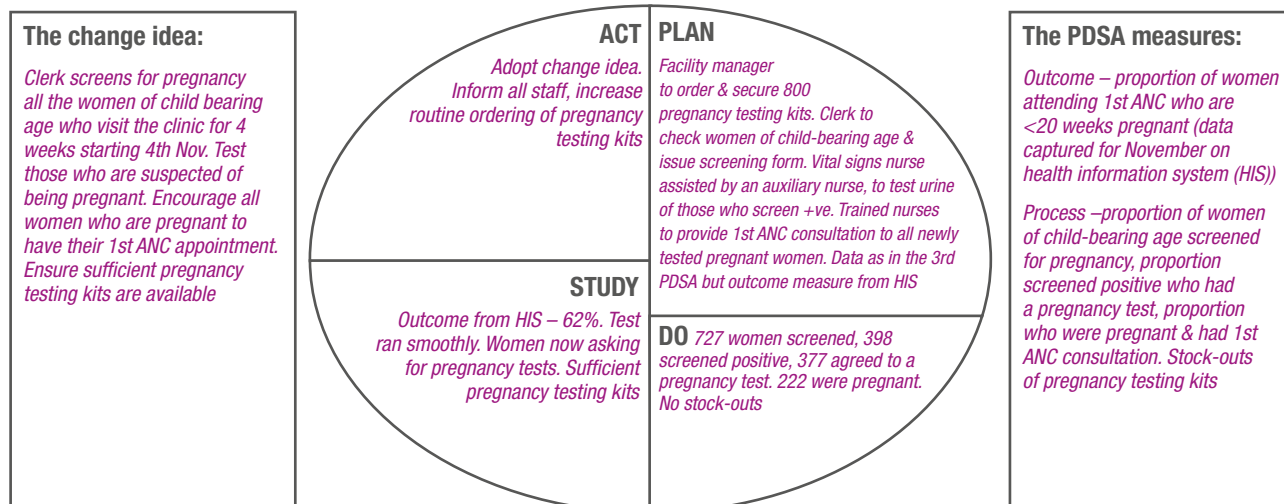 The change idea:
Clerk screens for pregnancy
all the women of child bearing
age who visit the clinic for 4
weeks starting 4th Nov. Test
those who are suspected of
being pregnant. Encourage all
women who are pregnant to
have their 1st ANC appointment.
Ensure sufficient pregnancy
testing kits are available
ACT
Adopt change idea.
Inform all staff, increase
routine ordering of pregnancy
testing kits
PLAN
Facility manager
to order & secure 800
pregnancy testing kits. Clerk to
check women of child-bearing age &
issue screening form. Vital signs nurse
assisted by an auxiliary nurse, to test urine
of those who screen +ve. Trained nurses
to provide 1st ANC consultation to all newly
tested pregnant women. Data as in the 3rd
PDSA but outcome measure from HIS
STUDY
Outcome from HIS – 62%. Test
ran smoothly. Women now asking
for pregnancy tests. Sufficient
pregnancy testing kits
DO 727 women screened, 398
screened positive, 377 agreed to a
pregnancy test. 222 were pregnant.
No stock-outs
The PDSA measures:
Outcome – proportion of women
attending 1st ANC who are
<20 weeks pregnant (data
captured for November on
health information system (HIS))
Process –proportion of women
of child-bearing age screened
for pregnancy, proportion
screened positive who had
a pregnancy test, proportion
who were pregnant & had 1st
ANC consultation. Stock-outs
of pregnancy testing kits